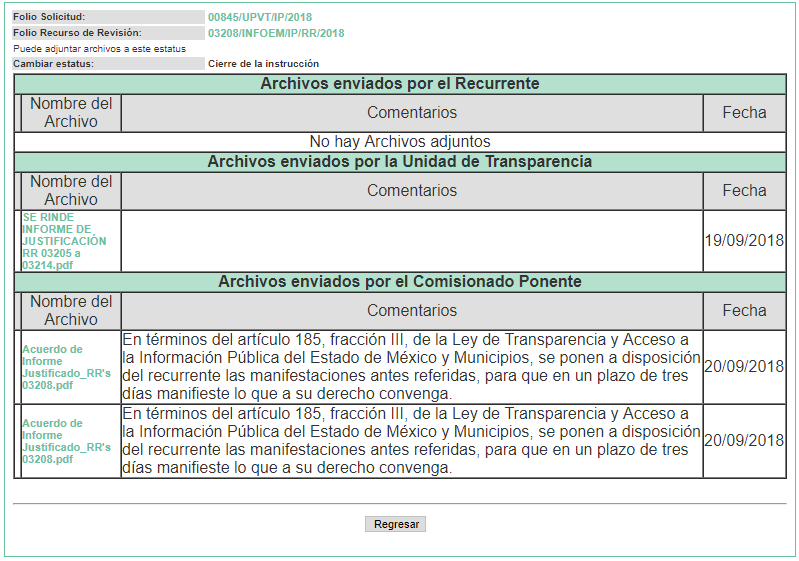 Folio Solicitud: 00845/UPVT/IP/2018
Folio Recurso de Revisión: 03208/INFOEM/IP/RR/2018
Puede adjuntar archivos a este estatus
Cambiar estatus: Cierre de la instrucción
Archivos enviados por el Recurrente
Nombre del
Archivo
Comentarios
Fecha
No hay Archivos adjuntos
Archivos enviados por la Unidad de Transparencia
Nombre del
Archivo
Comentarios
Fecha
SE RINDE
INFORME DE
JUSTIFICACIÓN
RR 03205 a
03214.pdf
19/09/2018
Archivos enviados por el Comisionado Ponente
Nombre del
Archivo
Comentarios
Fecha
Acuerdo de
Informe
Justificado_RR's
03208.pdf
En términos del artículo 185, fracción III, de la Ley de Transparencia y Acceso a
la Información Pública del Estado de México y Municipios, se ponen a disposición
del recurrente las manifestaciones antes referidas, para que en un plazo de tres
días manifieste lo que a su derecho convenga.
20/09/2018
Acuerdo de
Informe
Justificado_RR's
03208.pdf
En términos del artículo 185, fracción III, de la Ley de Transparencia y Acceso a
la Información Pública del Estado de México y Municipios, se ponen a disposición
del recurrente las manifestaciones antes referidas, para que en un plazo de tres
días manifieste lo que a su derecho convenga.
20/09/2018
Regresar